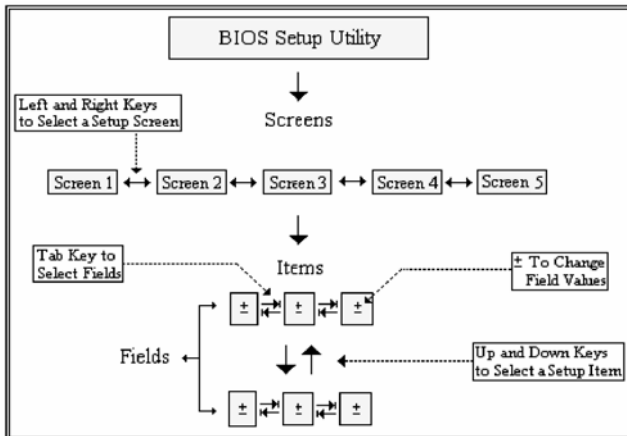 BIOS Setup Utility
Left and Right Keys
to Select a Setup Screen
Screens
Screen 1
Screen 2
Screen 3
Screen 4
Screen 5
Tab Key to
Select Fields
Items
± To Change
Field Values
± ± ±
Fields
Up and Down Keys
to Select a Setup Item
± ± ±